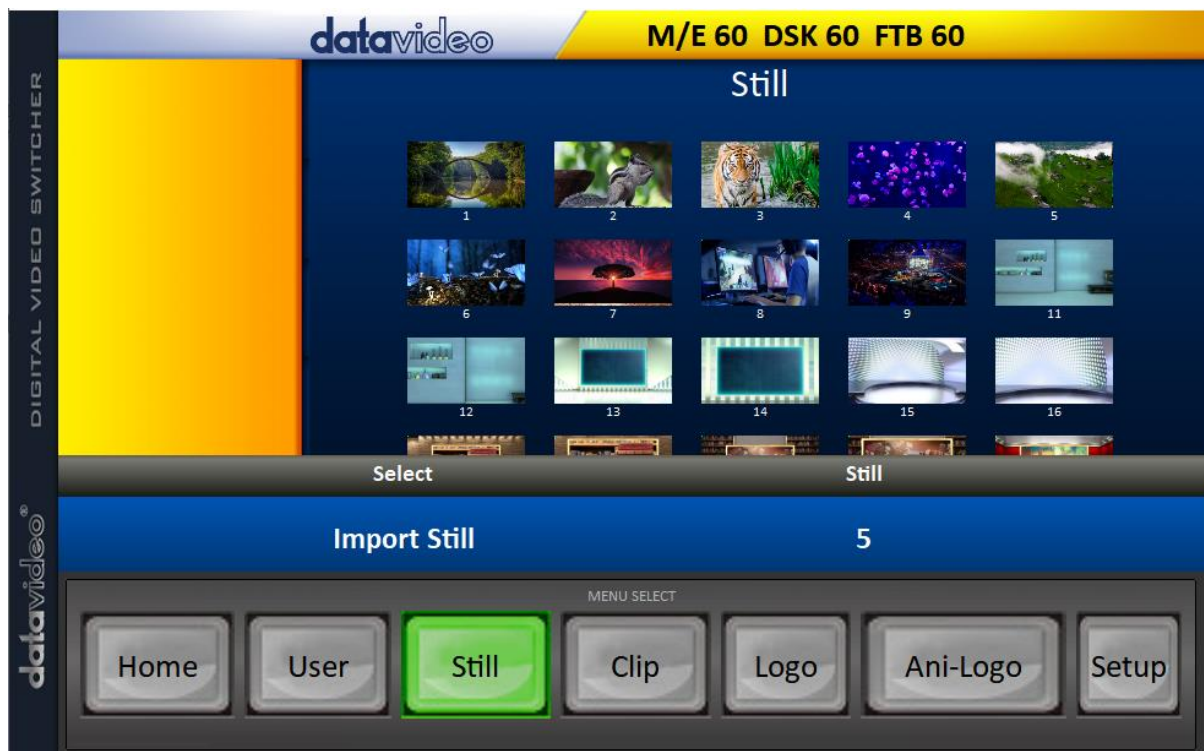 datavideo
M/E 60 DSK 60 FTB 60
DIGITAL VIDEO SWITCHER
datavideo®
Still
1 2 3 4 5
6 7 8 9 11
12 13 14 15 16
Select Still
Import Still 5
MENU SELECT
Home User Still Clip Logo Ani-Logo Setup